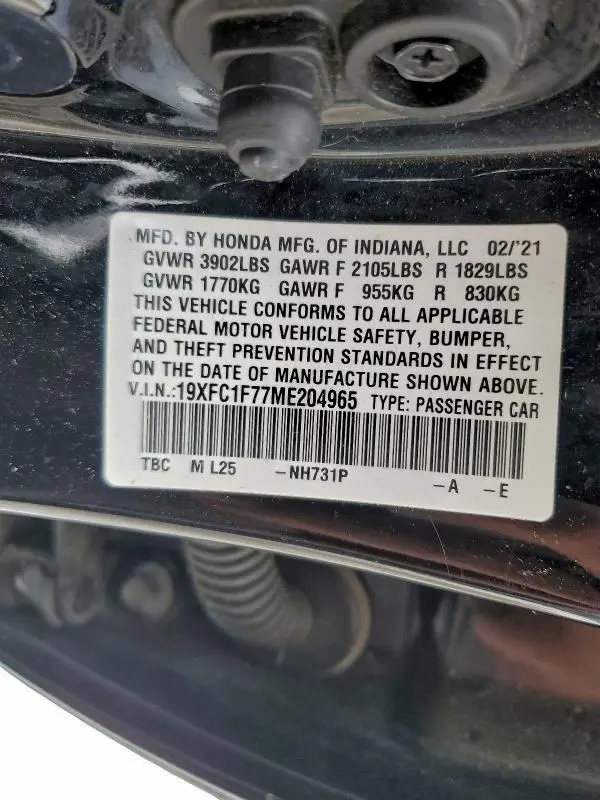 MFD. BY HONDA MFG. OF INDIANA, LLC 02/'21
GVWR 3902LBS GAWR F 2105LBS R 1829LBS
GVWR 1770KG GAWR F 955KG R 830KG
THIS VEHICLE CONFORMS TO ALL APPLICABLE
FEDERAL MOTOR VEHICLE SAFETY, BUMPER,
AND THEFT PREVENTION STANDARDS IN EFFECT
ON THE DATE OF MANUFACTURE SHOWN ABOVE.
V.I.N.:19XFC1F77ME204965 TYPE: PASSENGER CAR
TBC M L25 -NH731P -A -E